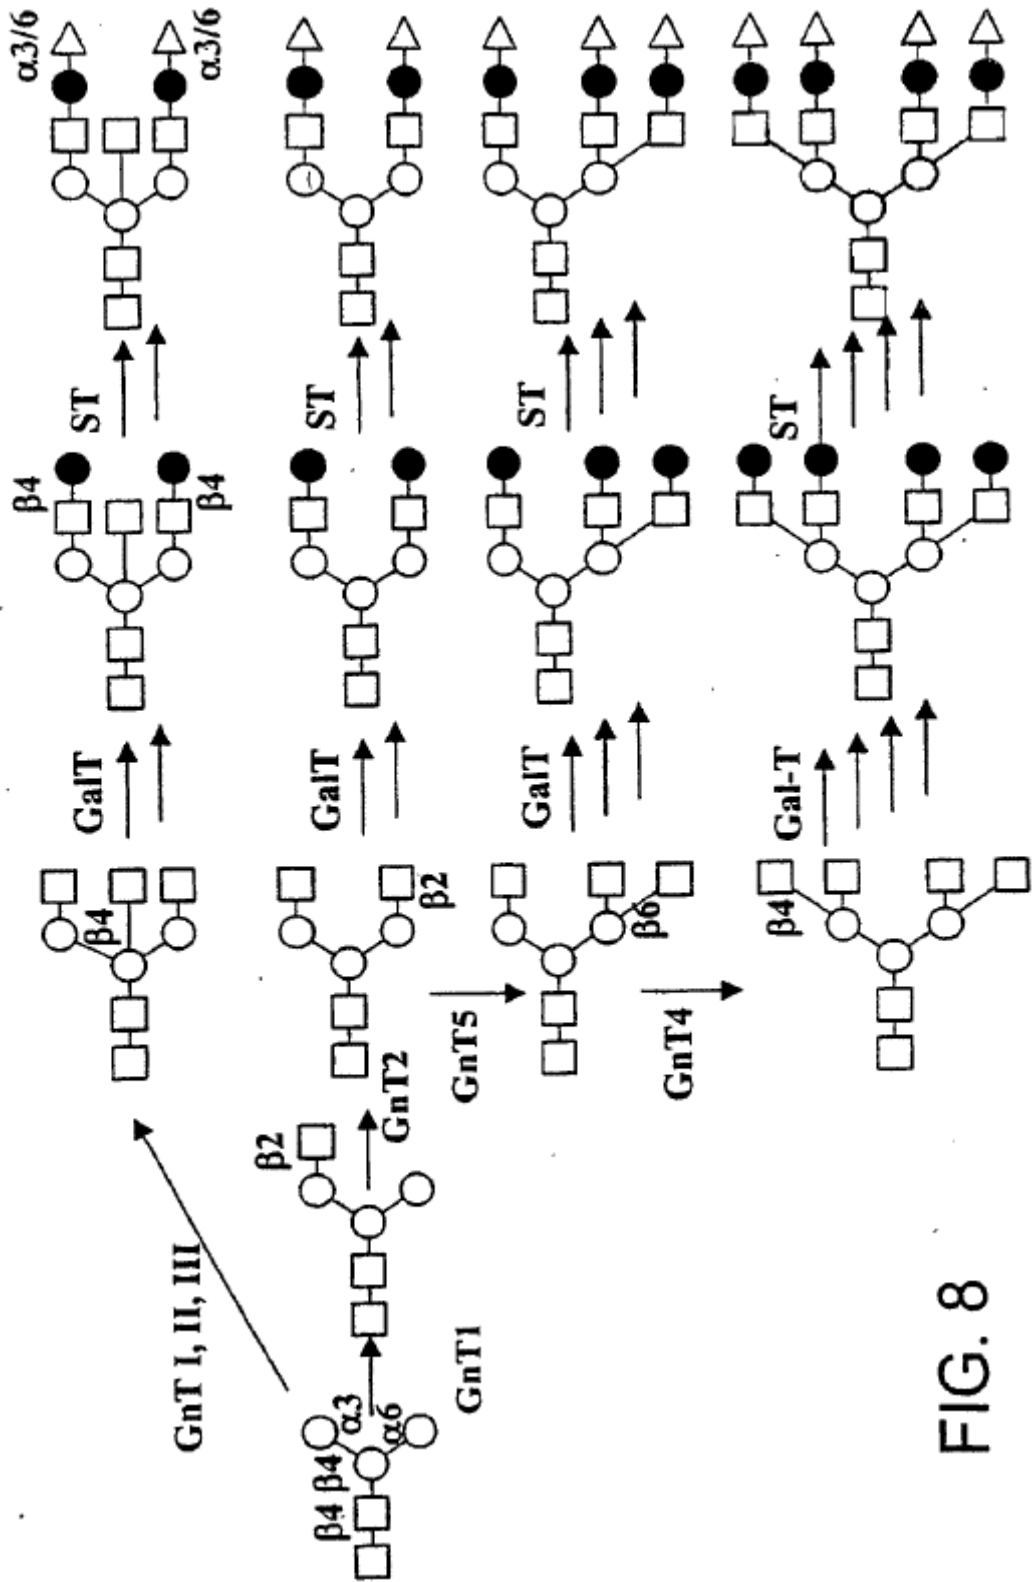 β4
α3/6
GalT
ST
β4
GnT I, II, III
β4
α3/6
β2
β4 β4
GalT
ST
α3
α6
GnT2
β2
GnT1
GnT5
GalT
ST
β6
GnT4
β4
Gal-T
ST
FIG. 8